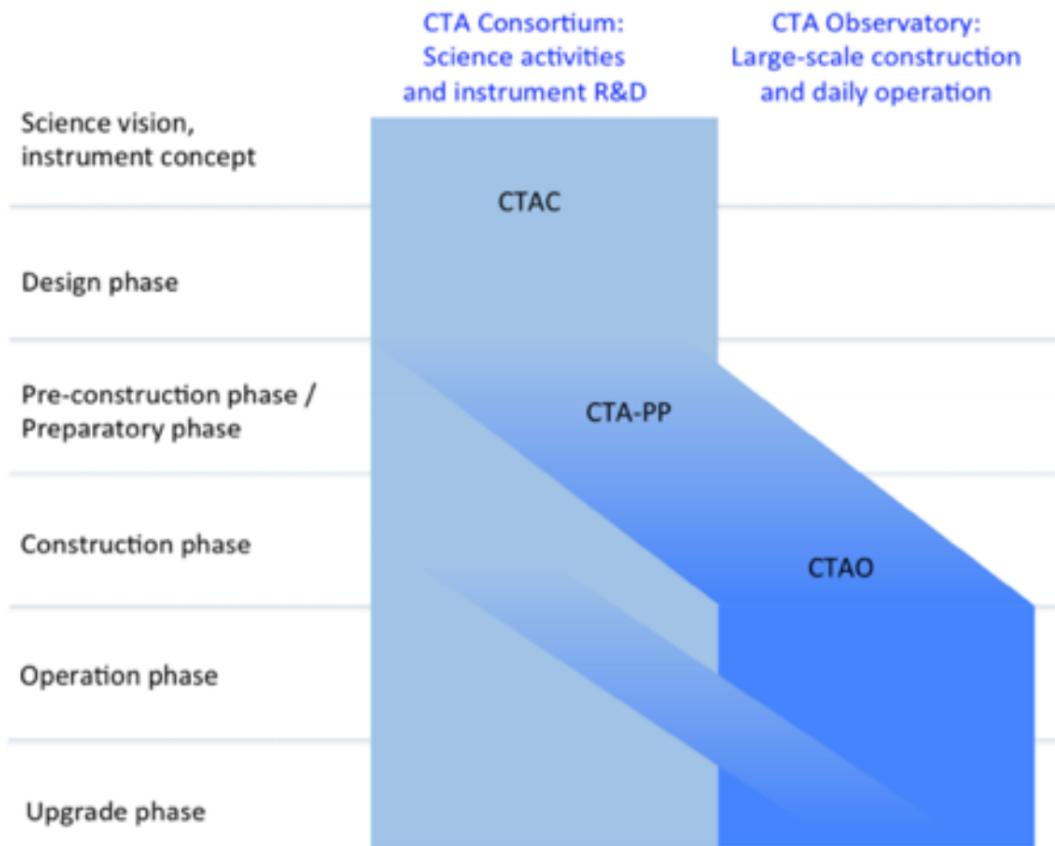 CTA Consortium:
Science activities
and instrument R&D
CTA Observatory:
Large-scale construction
and daily operation
Science vision,
instrument concept
CTAC
Design phase
Pre-construction phase /
Preparatory phase
CTA-PP
Construction phase
CTAO
Operation phase
Upgrade phase